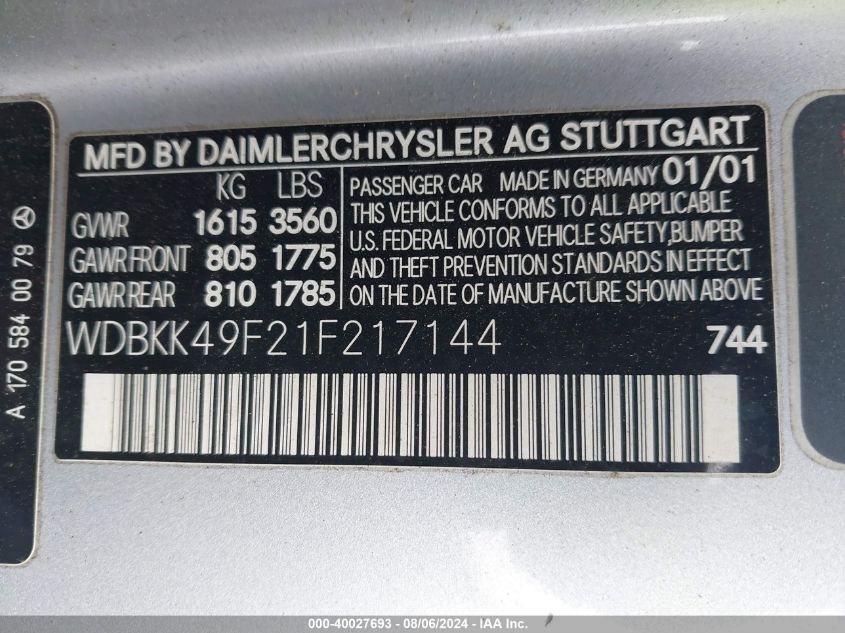 A 170 584 00 79
MFD BY DAIMLERCHRYSLER AG STUTTGART
KG LBS
GVWR 1615 3560
GAWR FRONT 805 1775
GAWR REAR 810 1785
PASSENGER CAR MADE IN GERMANY 01/01
THIS VEHICLE CONFORMS TO ALL APPLICABLE
U.S. FEDERAL MOTOR VEHICLE SAFETY,BUMPER
AND THEFT PREVENTION STANDARDS IN EFFECT
ON THE DATE OF MANUFACTURE SHOWN ABOVE
WDBKK49F21F217144 744
000-40027693 - 08/06/2024 - IAA Inc.